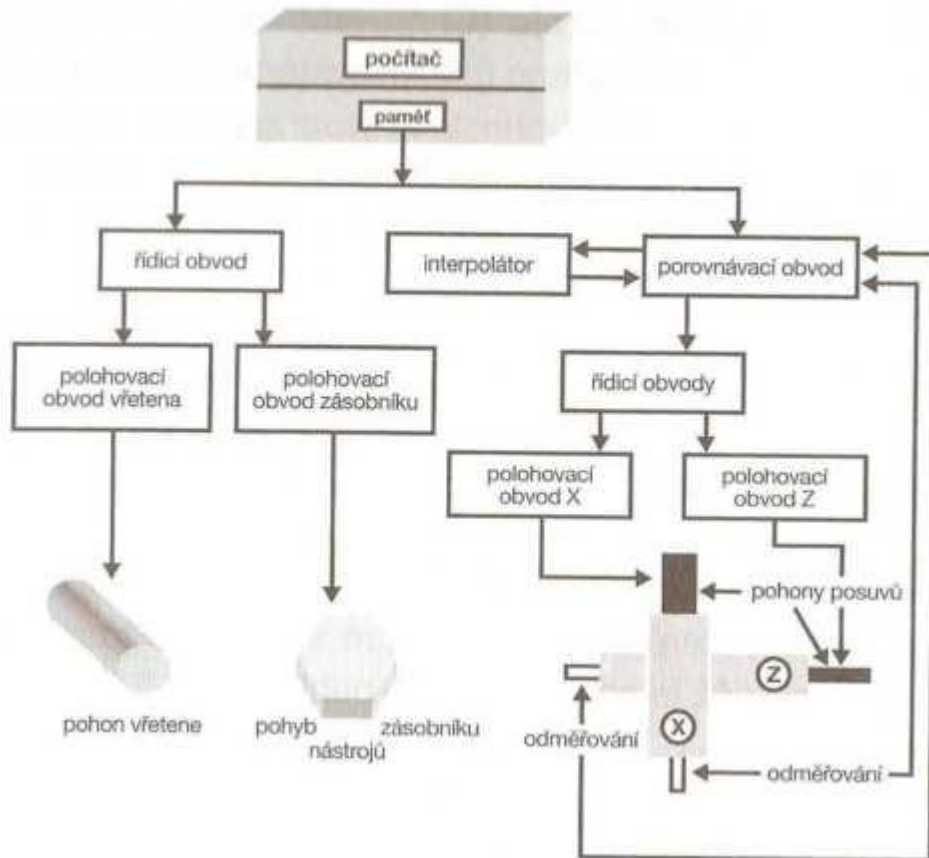 počítač
paměť
řídicí obvod
interpolátor
porovnávací obvod
polohovací
obvod vřetena
polohovací
obvod zásobníku
řídicí obvody
polohovací
obvod X
polohovací
obvod Z
pohony posuvů
Z
X
pohon vřetene
pohyb zásobníku
nástrojů
odměřování
odměřování